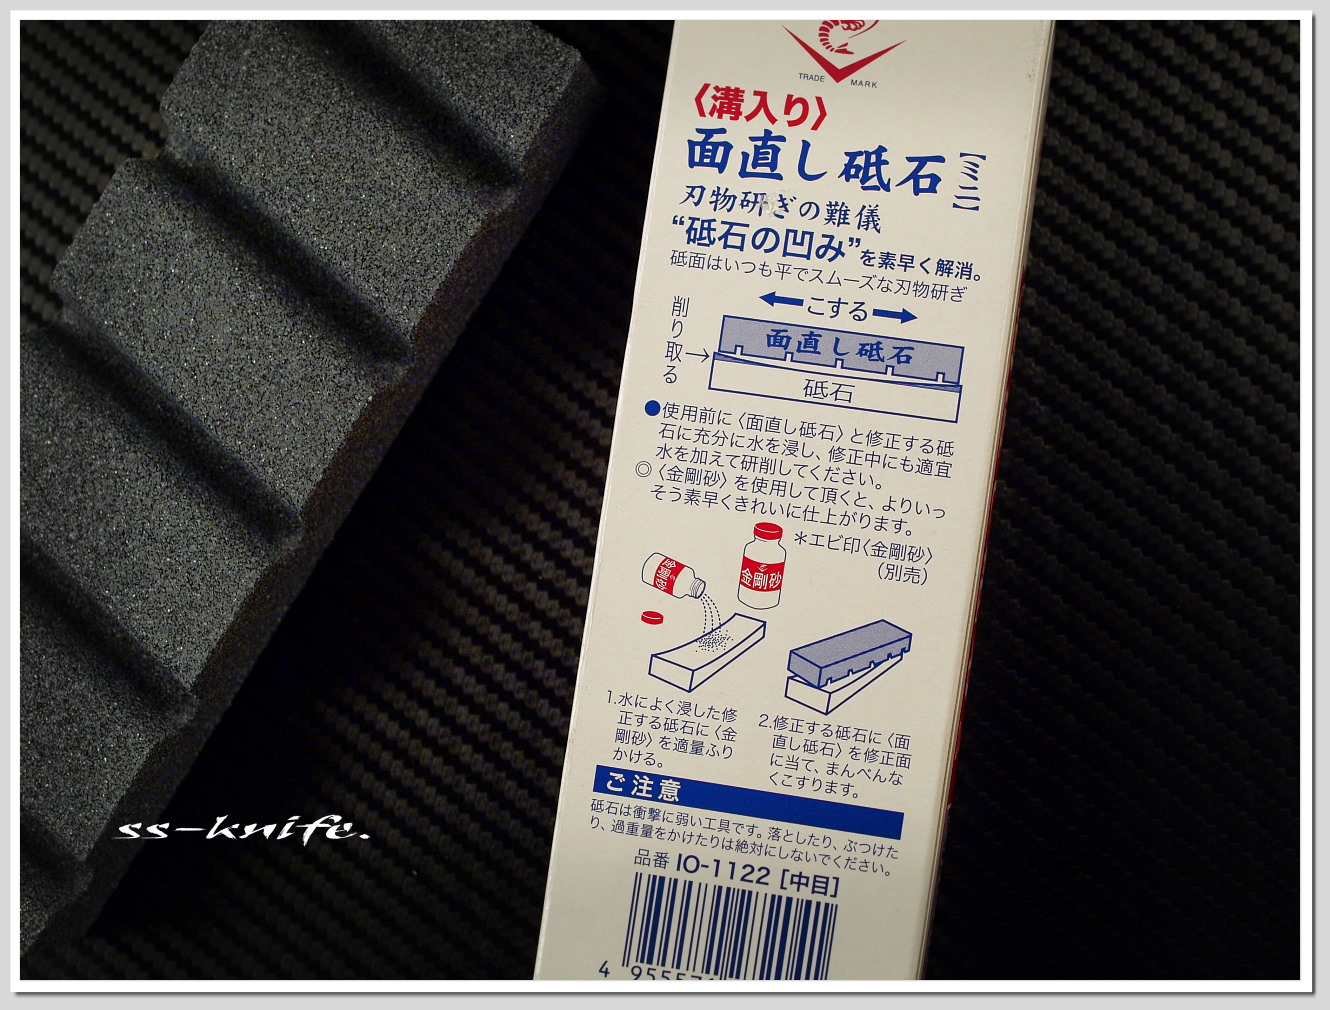 TRADE MARK
〈溝入り〉
面直し砥石【ミニ】
刃物研ぎの難儀
“砥石の凹み”を素早く解消。
砥面はいつも平でスムーズな刃物研ぎ
←こする→
削り取る→
面直し砥石
砥石
●使用前に〈面直し砥石〉と修正する砥
石に充分に水を浸し、修正中にも適宜
水を加えて研削してください。
◎〈金剛砂〉を使用して頂くと、よりいっ
そう素早くきれいに仕上がります。
＊エビ印〈金剛砂〉
（別売）
金剛砂
金剛砂
1.水によく浸した修
正する砥石に〈金
剛砂〉を適量ふり
かける。
2.修正する砥石に〈面
直し砥石〉を修正面
に当て、まんべんな
くこすります。
ご注意
砥石は衝撃に弱い工具です。落としたり、ぶつけた
り、過重量をかけたりは絶対にしないでください。
品番 IO-1122［中目］
4 95557
ss-knife.